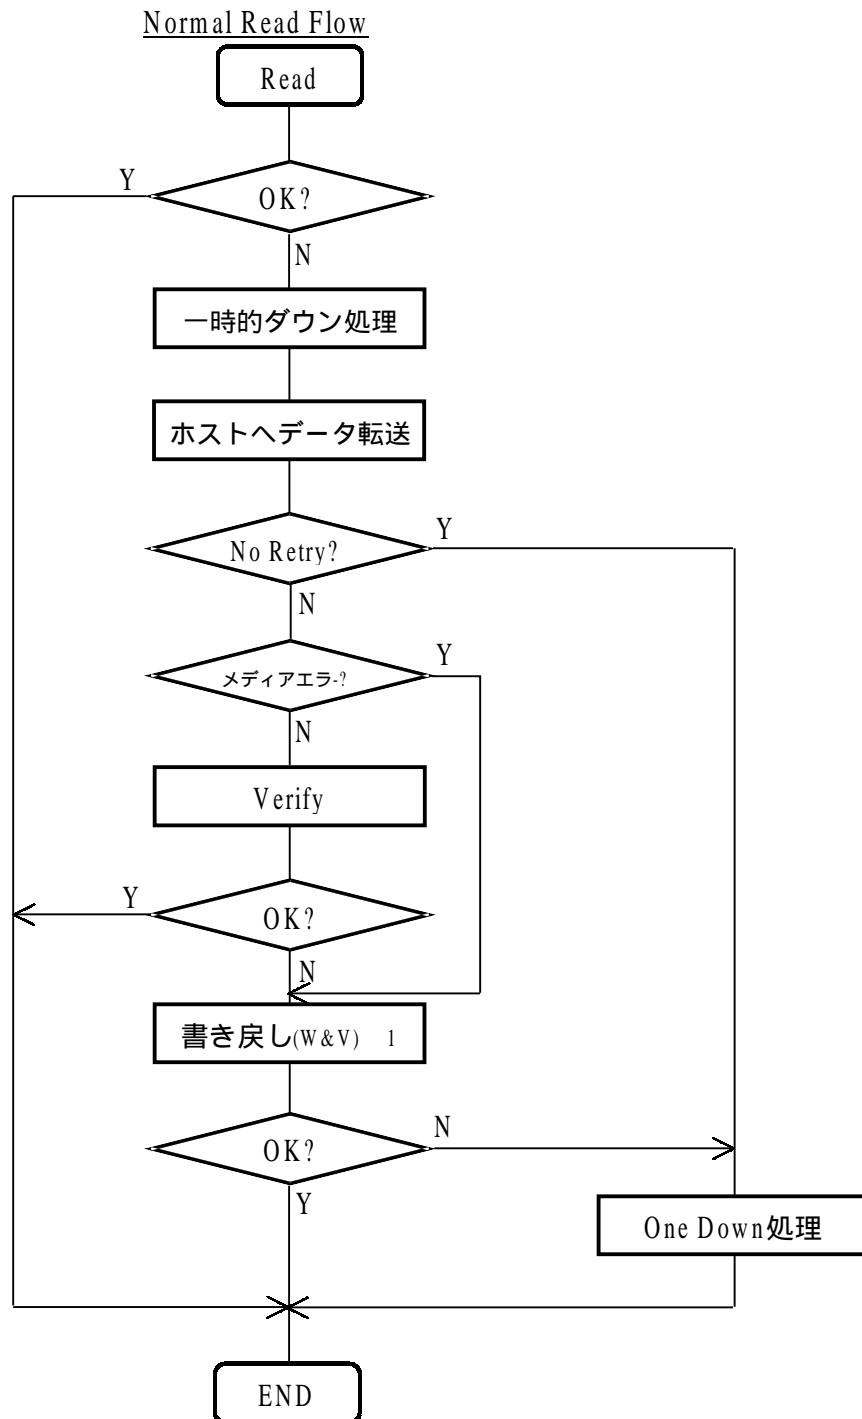 Normal Read Flow
Read
Y
OK?
N
一時的ダウン処理
ホストへデータ転送
Y
No Retry?
N
Y
メディアエラ-?
N
Verify
Y
OK?
N
書き戻し(W&V) 1
N
OK?
Y
One Down処理
END